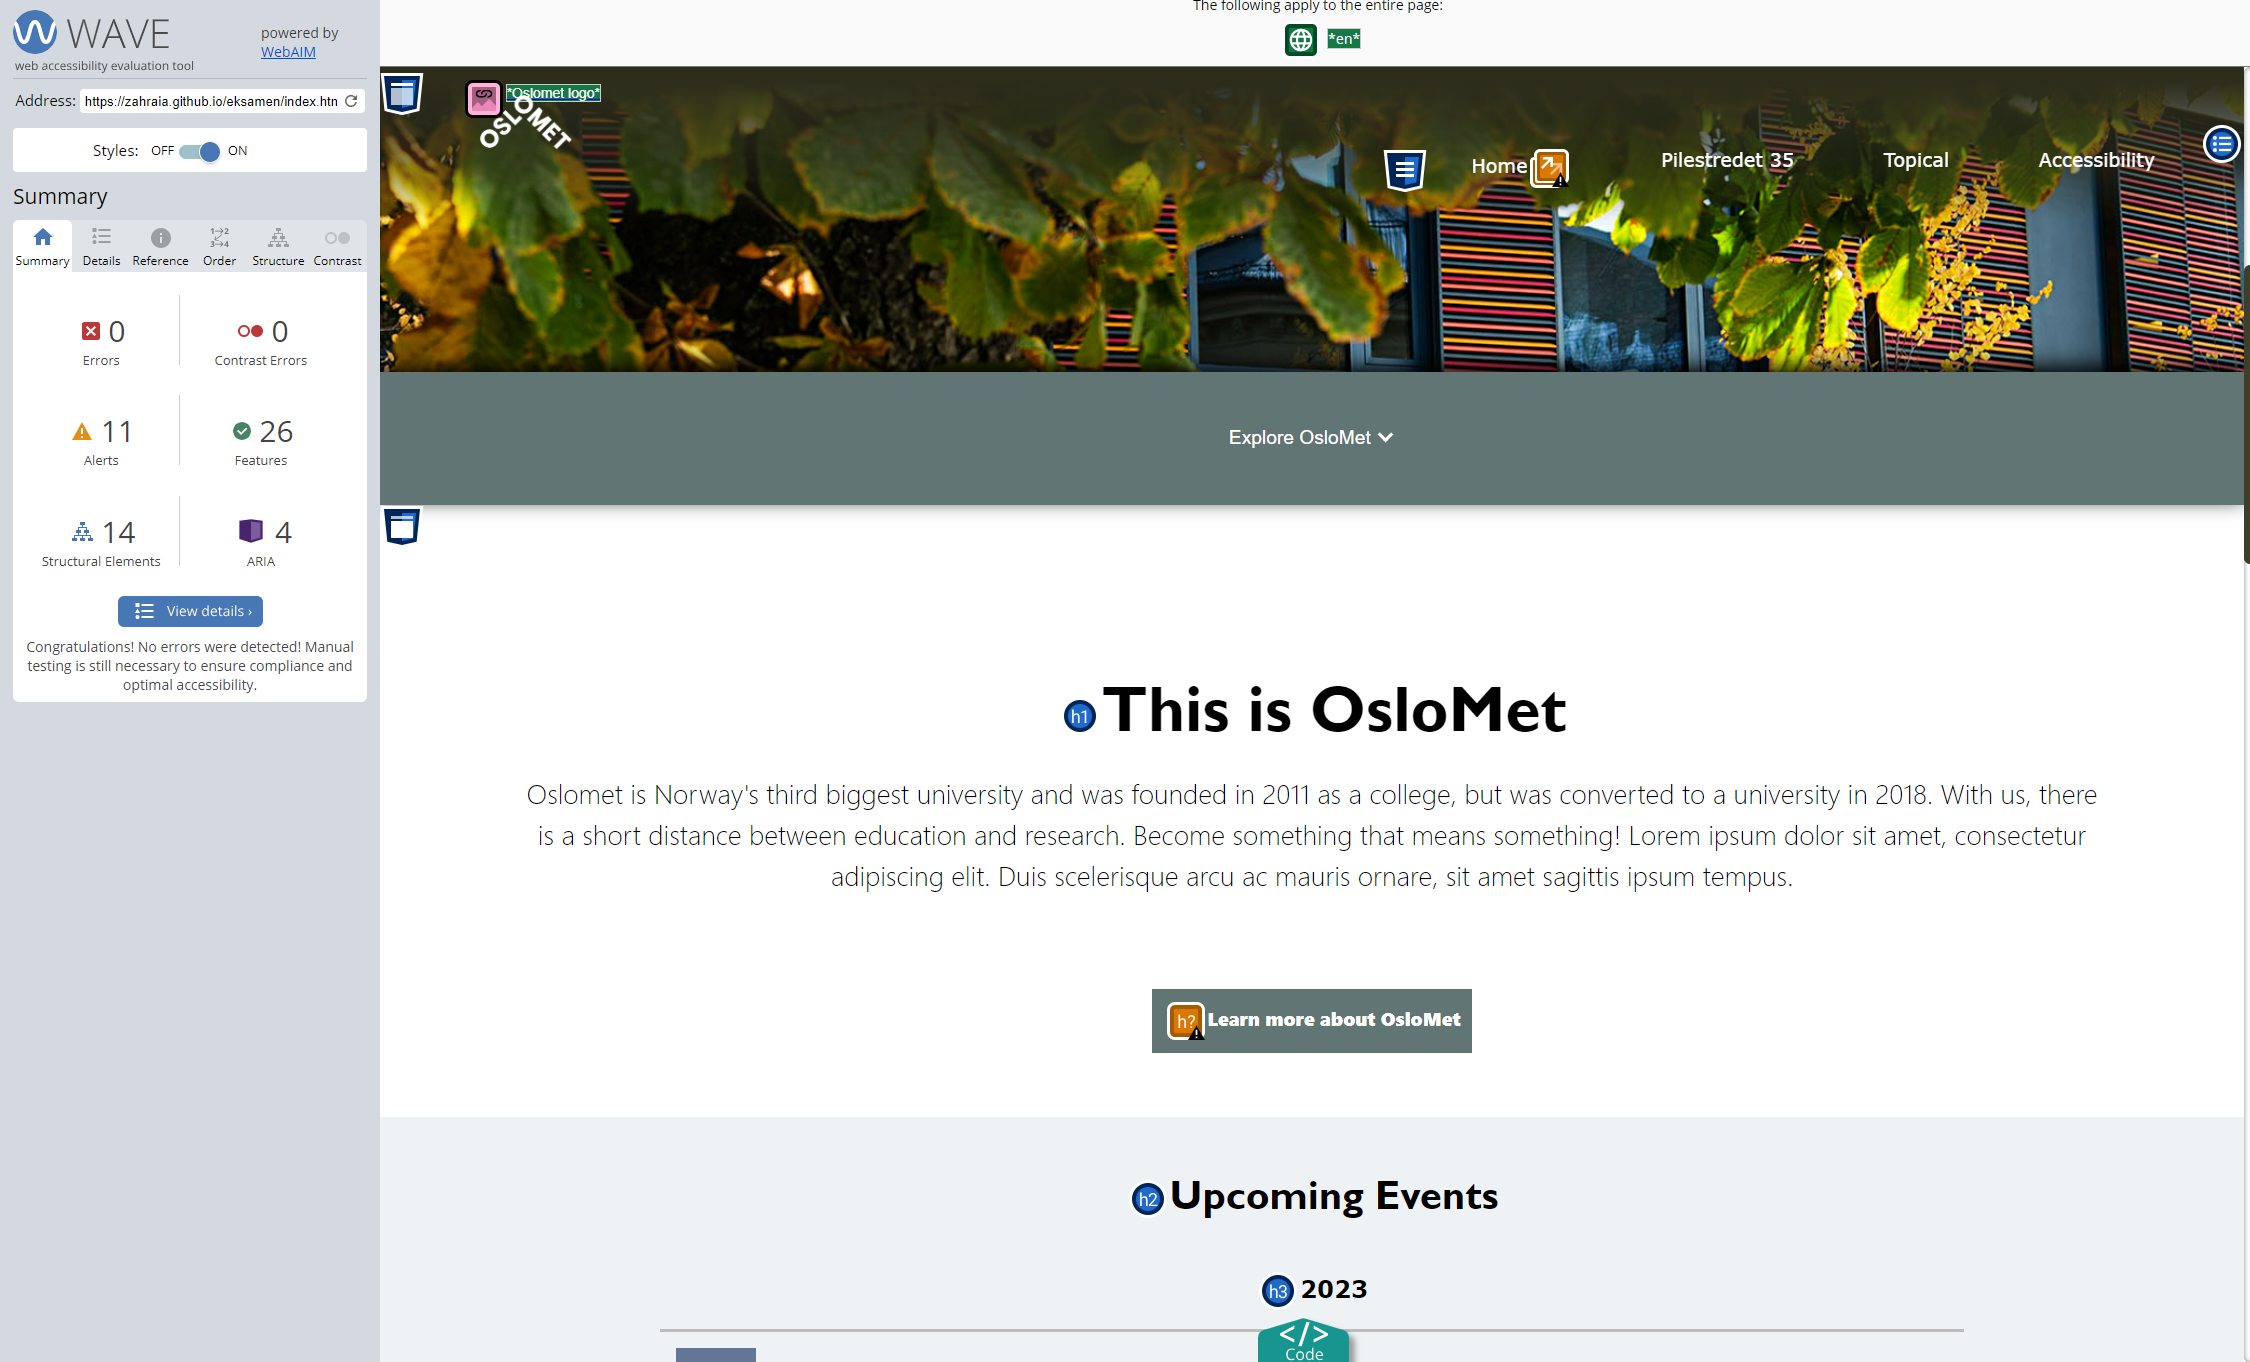 WAVE
powered by
WebAIM
web accessibility evaluation tool
Address: https://zahraia.github.io/eksamen/index.htn
Styles: OFF ON
Summary
Summary Details Reference Order Structure Contrast
0 Errors
0 Contrast Errors
11 Alerts
26 Features
14 Structural Elements
4 ARIA
View details ›
Congratulations! No errors were detected! Manual
testing is still necessary to ensure compliance and
optimal accessibility.
The following apply to the entire page:
*en*
*Oslomet logo*
OSLOMET
Home
Pilestredet 35
Topical
Accessibility
Explore OsloMet
h1 This is OsloMet
Oslomet is Norway's third biggest university and was founded in 2011 as a college, but was converted to a university in 2018. With us, there
is a short distance between education and research. Become something that means something! Lorem ipsum dolor sit amet, consectetur
adipiscing elit. Duis scelerisque arcu ac mauris ornare, sit amet sagittis ipsum tempus.
h? Learn more about OsloMet
h2 Upcoming Events
h3 2023
</>
Code